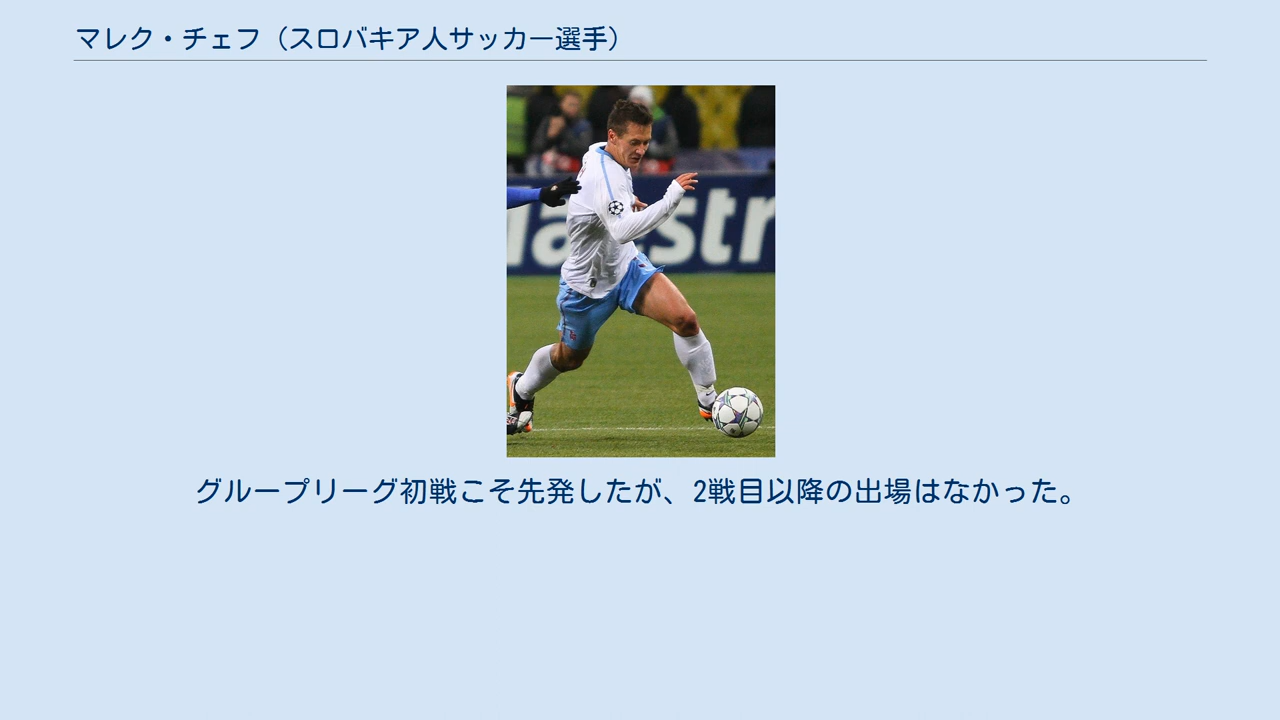 マレク・チェフ（スロバキア人サッカー選手）
グループリーグ初戦こそ先発したが、2戦目以降の出場はなかった。